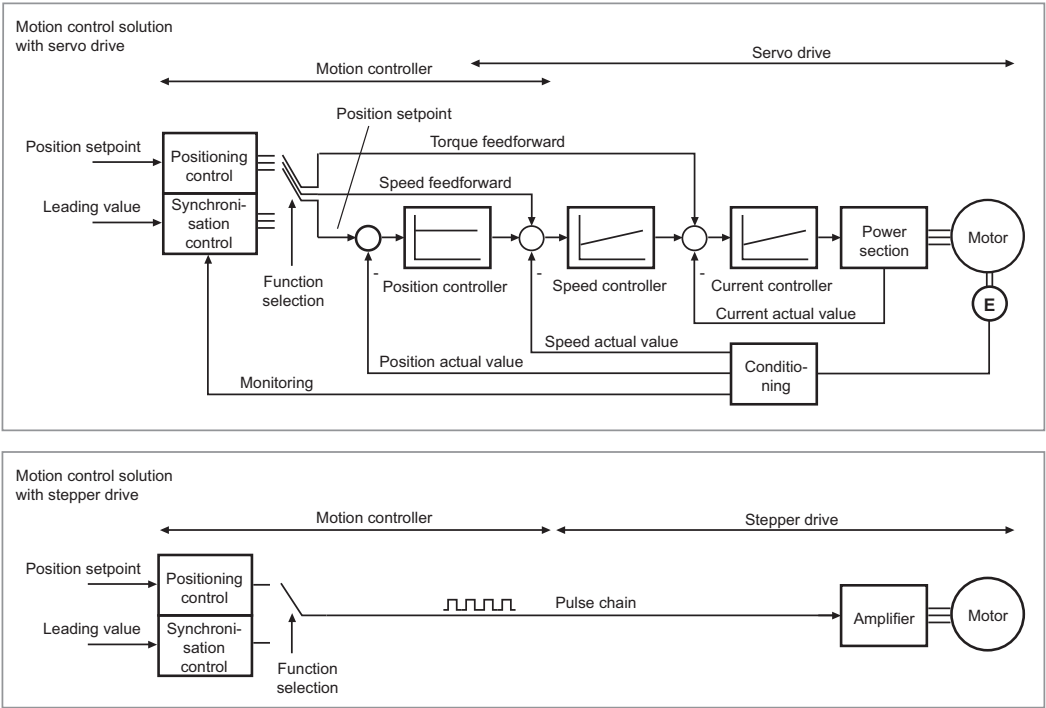 Motion control solution
with servo drive
Servo drive
Motion controller
Position setpoint
Position setpoint
Torque feedforward
Positioning
control
Speed feedforward
Leading value
Synchroni-
sation
control
Power
section
Motor
-
-
-
Function
selection
Position controller
Speed controller
Current controller
E
Current actual value
Speed actual value
Position actual value
Conditio-
ning
Monitoring
Motion control solution
with stepper drive
Motion controller
Stepper drive
Position setpoint
Positioning
control
Pulse chain
Leading value
Synchroni-
sation
control
Amplifier
Motor
Function
selection